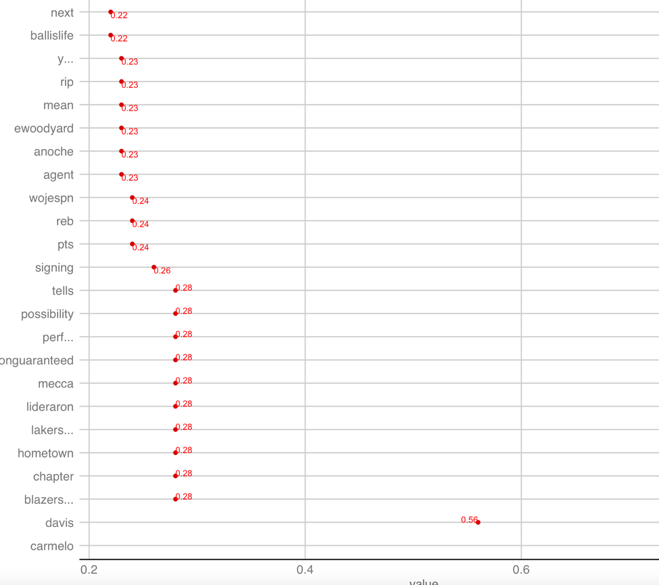 next 0.22
ballislife 0.22
y... 0.23
rip 0.23
mean 0.23
ewoodyard 0.23
anoche 0.23
agent 0.23
wojespn 0.24
reb 0.24
pts 0.24
signing 0.26
tells 0.28
possibility 0.28
perf... 0.28
onguaranteed 0.28
mecca 0.28
lideraron 0.28
lakers... 0.28
hometown 0.28
chapter 0.28
blazers... 0.28
davis 0.56
carmelo
0.2 0.4 0.6
value